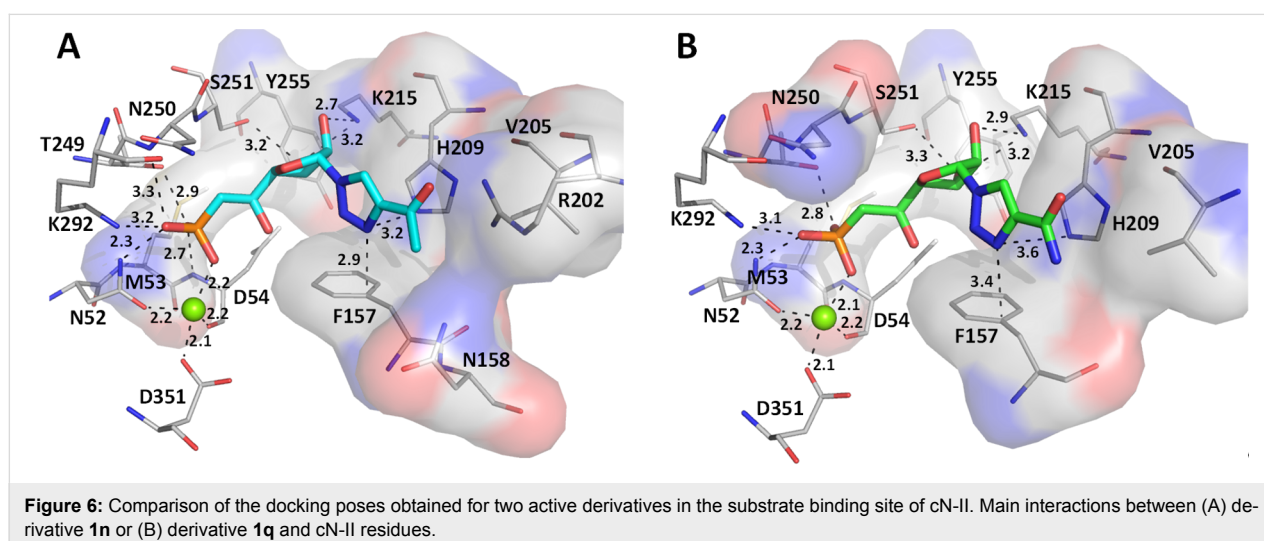 A
B
S251 Y255
N250
2.7
K215
T249
3.2
3.2
V205
H209
3.3
2.9
R202
K292
3.2
3.2
2.3
2.7
2.9
M53
2.2
D54
N52
2.2
2.2
F157
2.1
N158
D351
Y255
N250
S251
K215
2.9
V205
3.3
3.2
K292
2.8
3.1
H209
2.3
3.6
M53
3.4
2.1
N52
2.2
2.2
D54
F157
2.1
D351
Figure 6: Comparison of the docking poses obtained for two active derivatives in the substrate binding site of cN-II. Main interactions between (A) de-
rivative 1n or (B) derivative 1q and cN-II residues.